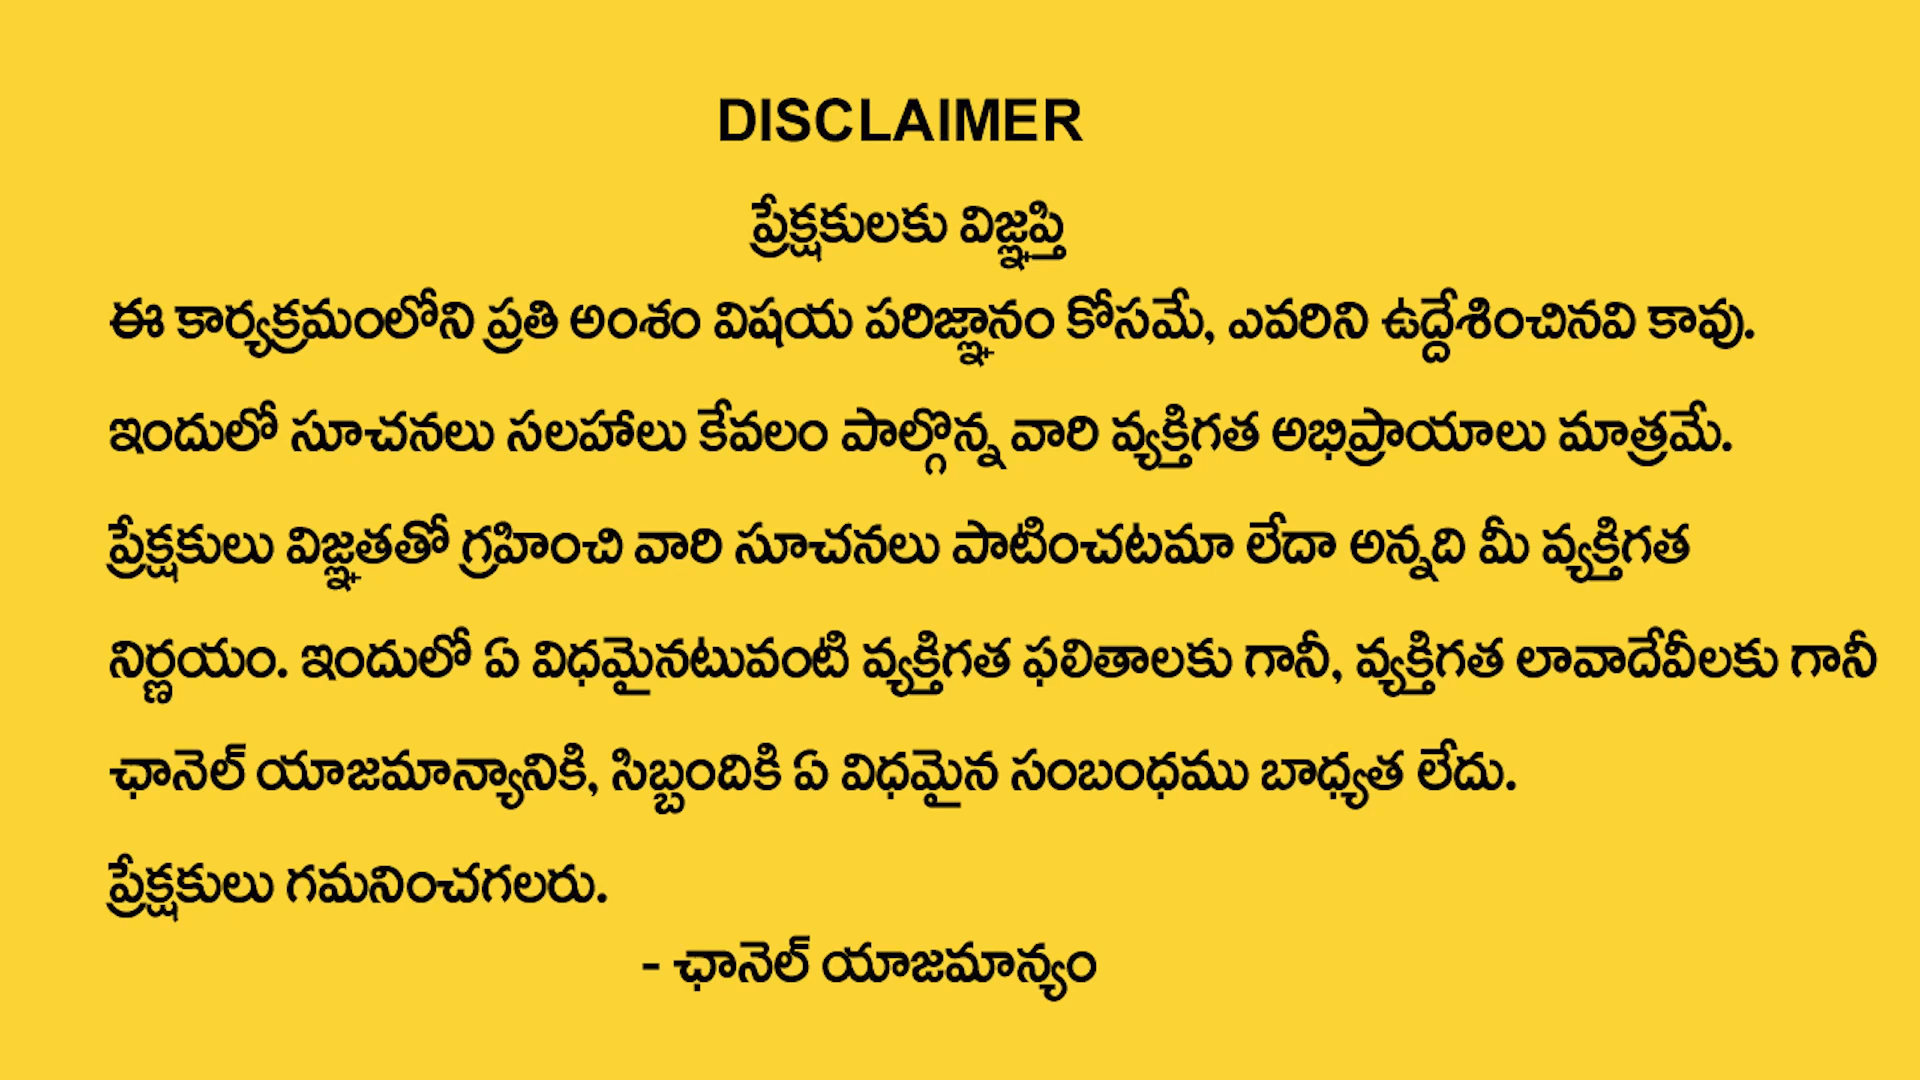 DISCLAIMER
ప్రేక్షకులకు విజ్ఞప్తి
ఈ కార్యక్రమంలోని ప్రతి అంశం విషయ పరిజ్ఞానం కోసమే, ఎవరిని ఉద్దేశించినవి కావు.
ఇందులో సూచనలు సలహాలు కేవలం పాల్గొన్న వారి వ్యక్తిగత అభిప్రాయాలు మాత్రమే.
ప్రేక్షకులు విజ్ఞతతో గ్రహించి వారి సూచనలు పాటించటమా లేదా అన్నది మీ వ్యక్తిగత
నిర్ణయం. ఇందులో ఏ విధమైనటువంటి వ్యక్తిగత ఫలితాలకు గానీ, వ్యక్తిగత లావాదేవీలకు గానీ
ఛానెల్ యాజమాన్యానికి, సిబ్బందికి ఏ విధమైన సంబంధము బాధ్యత లేదు.
ప్రేక్షకులు గమనించగలరు.
- ఛానెల్ యాజమాన్యం